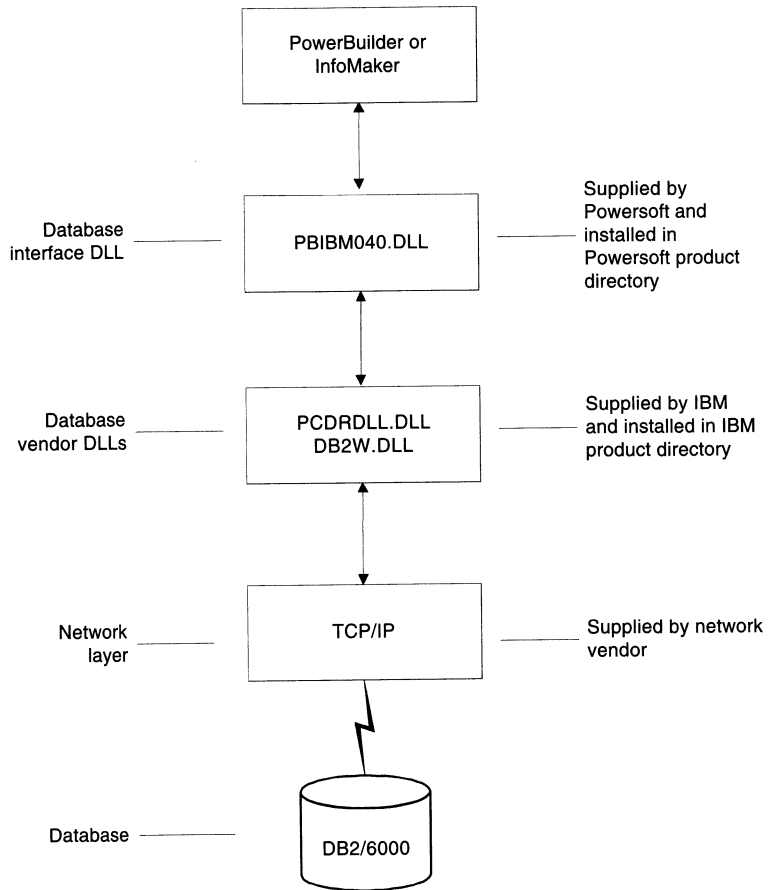 PowerBuilder or
InfoMaker
Database
interface DLL
PBIBM040.DLL
Supplied by
Powersoft and
installed in
Powersoft product
directory
Database
vendor DLLs
PCDRDLL.DLL
DB2W.DLL
Supplied by IBM
and installed in IBM
product directory
Network
layer
TCP/IP
Supplied by network
vendor
Database
DB2/6000